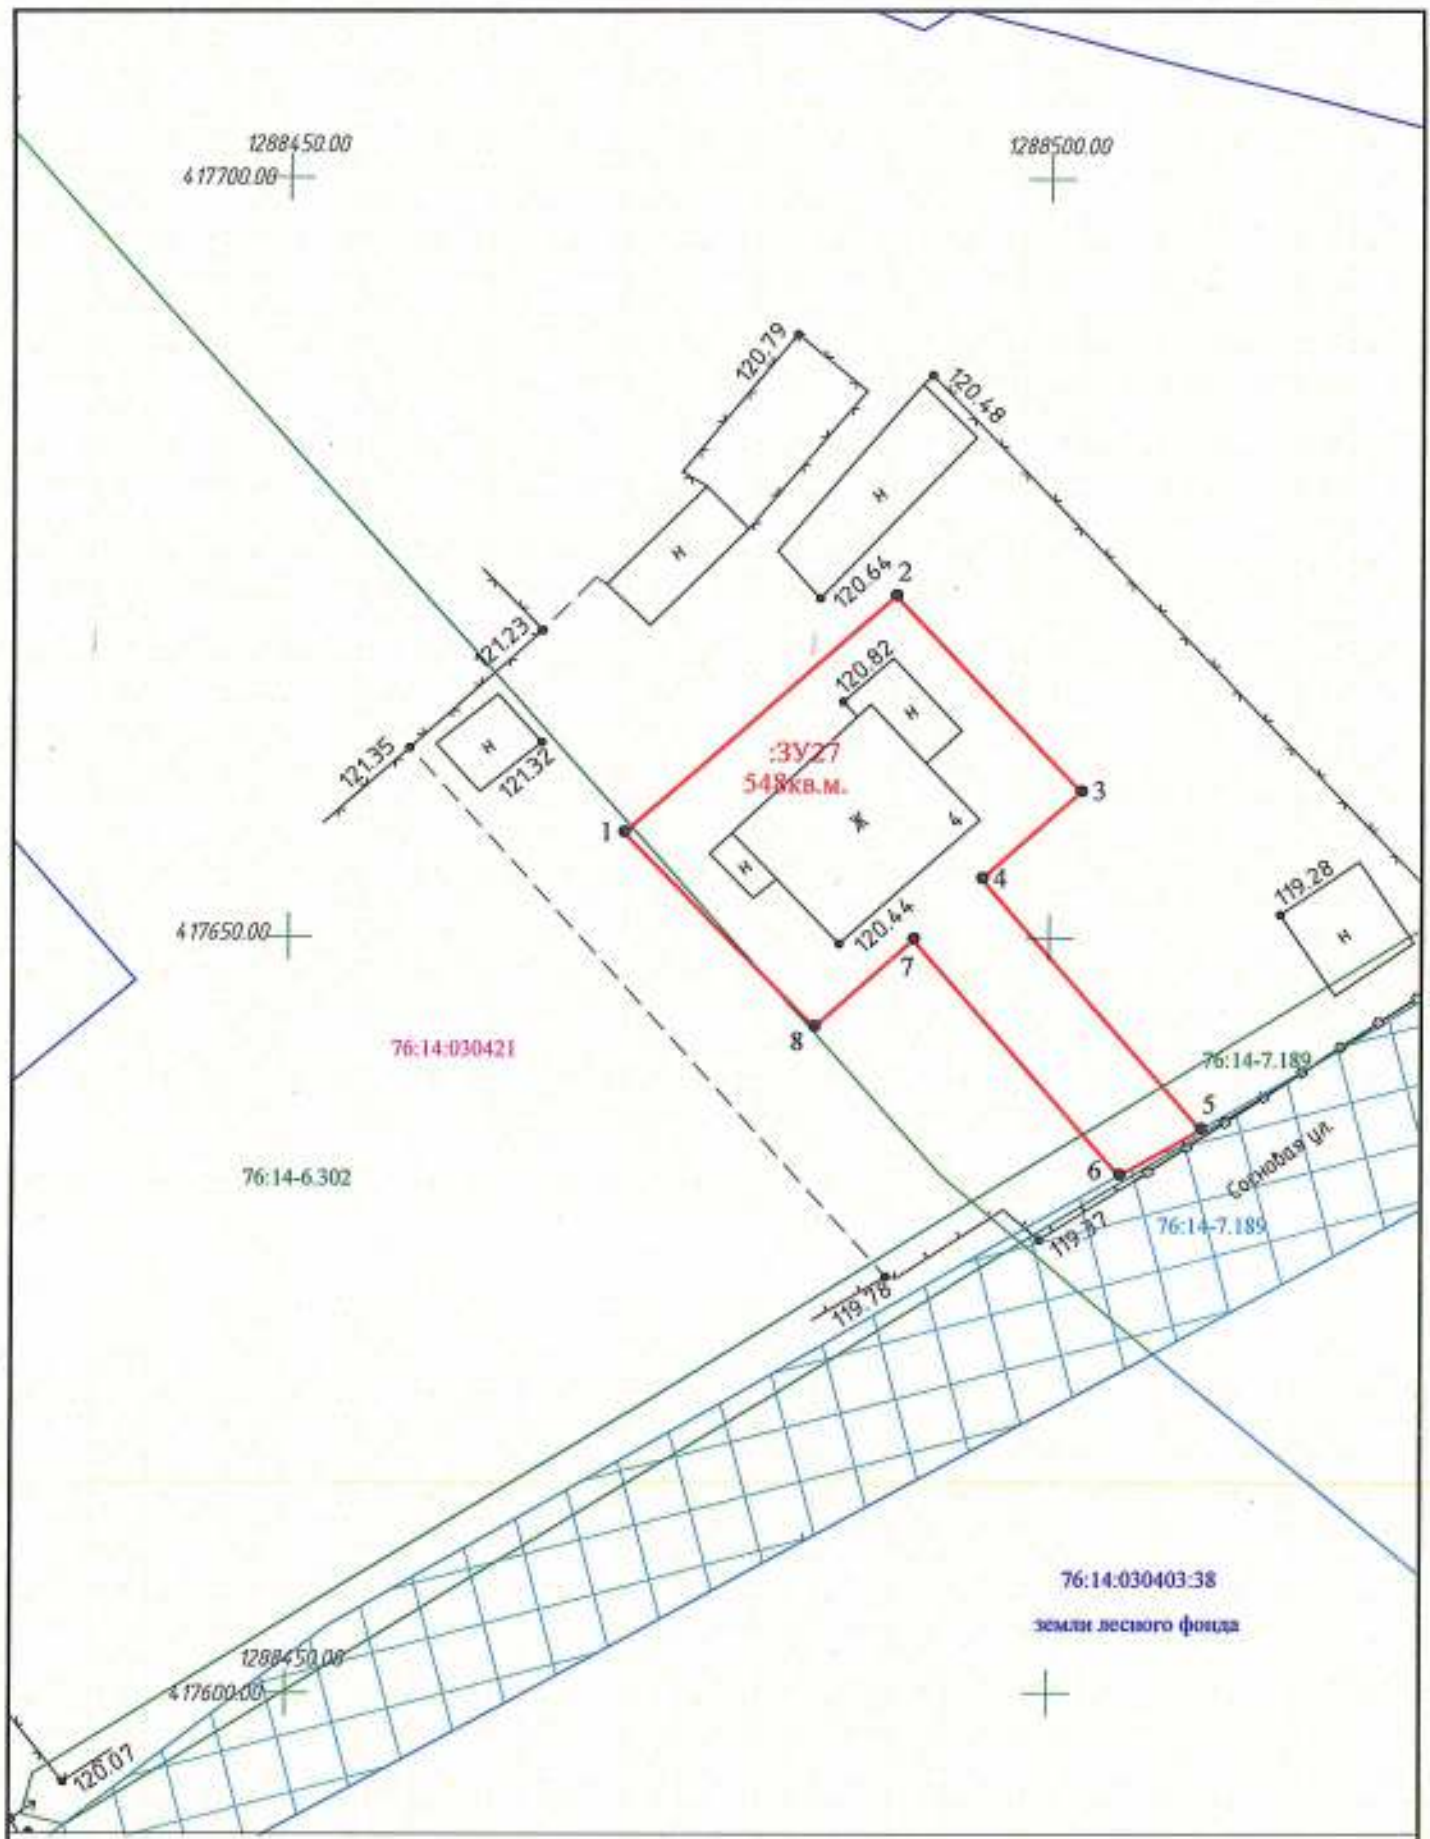 1288450.00
417700.00
1288500.00
120.79
120.48
н
н
120.64
2
121.23
120.82
н
121.35
н
121.32
:ЗУ27
548кв.м.
3
1
ж
4
н
4
119.28
н
417650.00
120.44
7
8
76:14:030421
76:14-7.189
5
Сосновая ул.
6
76:14-6.302
119.37
76:14-7.189
119.78
76:14:030403:38
земли лесного фонда
1288450.00
417600.00
120.07